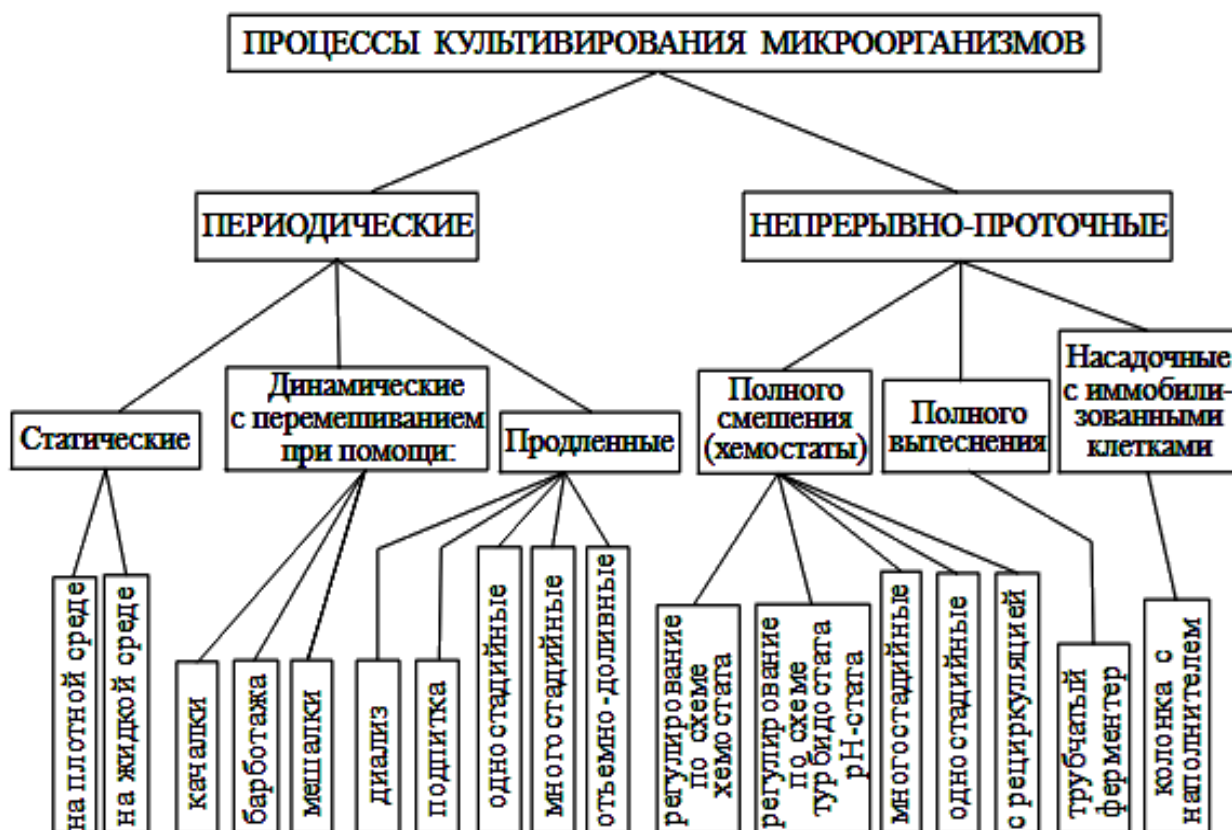 ПРОЦЕССЫ КУЛЬТИВИРОВАНИЯ МИКРООРГАНИЗМОВ
ПЕРИОДИЧЕСКИЕ
НЕПРЕРЫВНО-ПРОТОЧНЫЕ
Статические
Динамические
с перемешиванием
при помощи:
Продленные
Полного
смешения
(хемостаты)
Полного
вытеснения
Насадочные
с иммобили-
зованными
клетками
на плотной среде
на жидкой среде
качалки
барботажа
мешалки
диализ
подпитка
одностадийные
многостадийные
отьемно-доливные
регулирование
по схеме
хемостата
регулирование
по схеме
турбидостата
рН-стата
многостадийные
одностадийные
с рециркуляцией
трубчатый
ферментер
колонка с
наполнителем